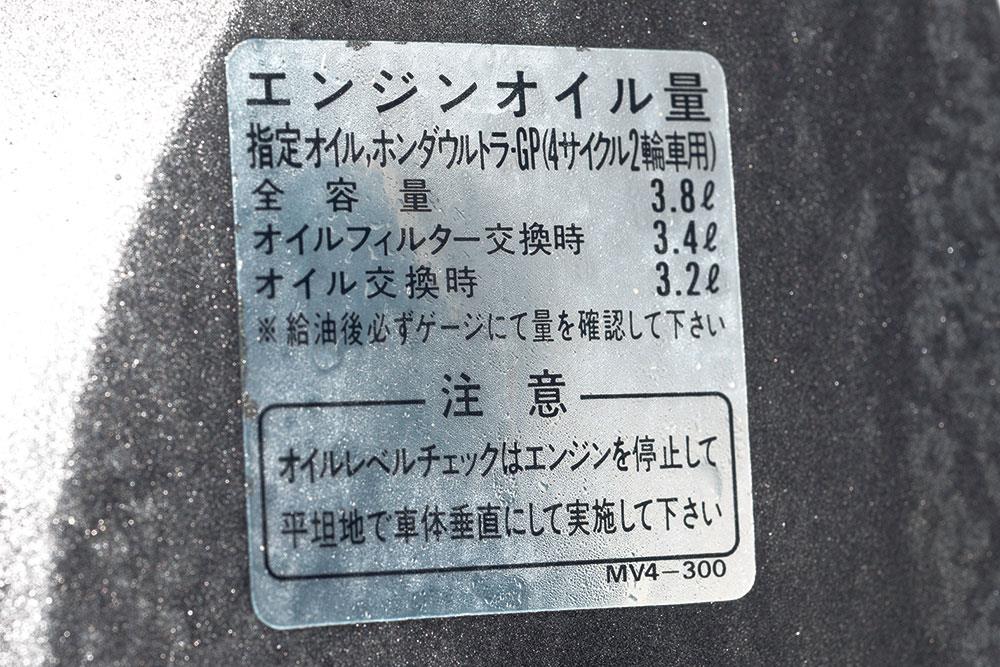 エンジンオイル量
指定オイル,ホンダウルトラ-GP(4サイクル2輪車用)
全容量 3.8ℓ
オイルフィルター交換時 3.4ℓ
オイル交換時 3.2ℓ
※給油後必ずゲージにて量を確認して下さい
注意
オイルレベルチェックはエンジンを停止して
平坦地で車体垂直にして実施して下さい
MV4-300